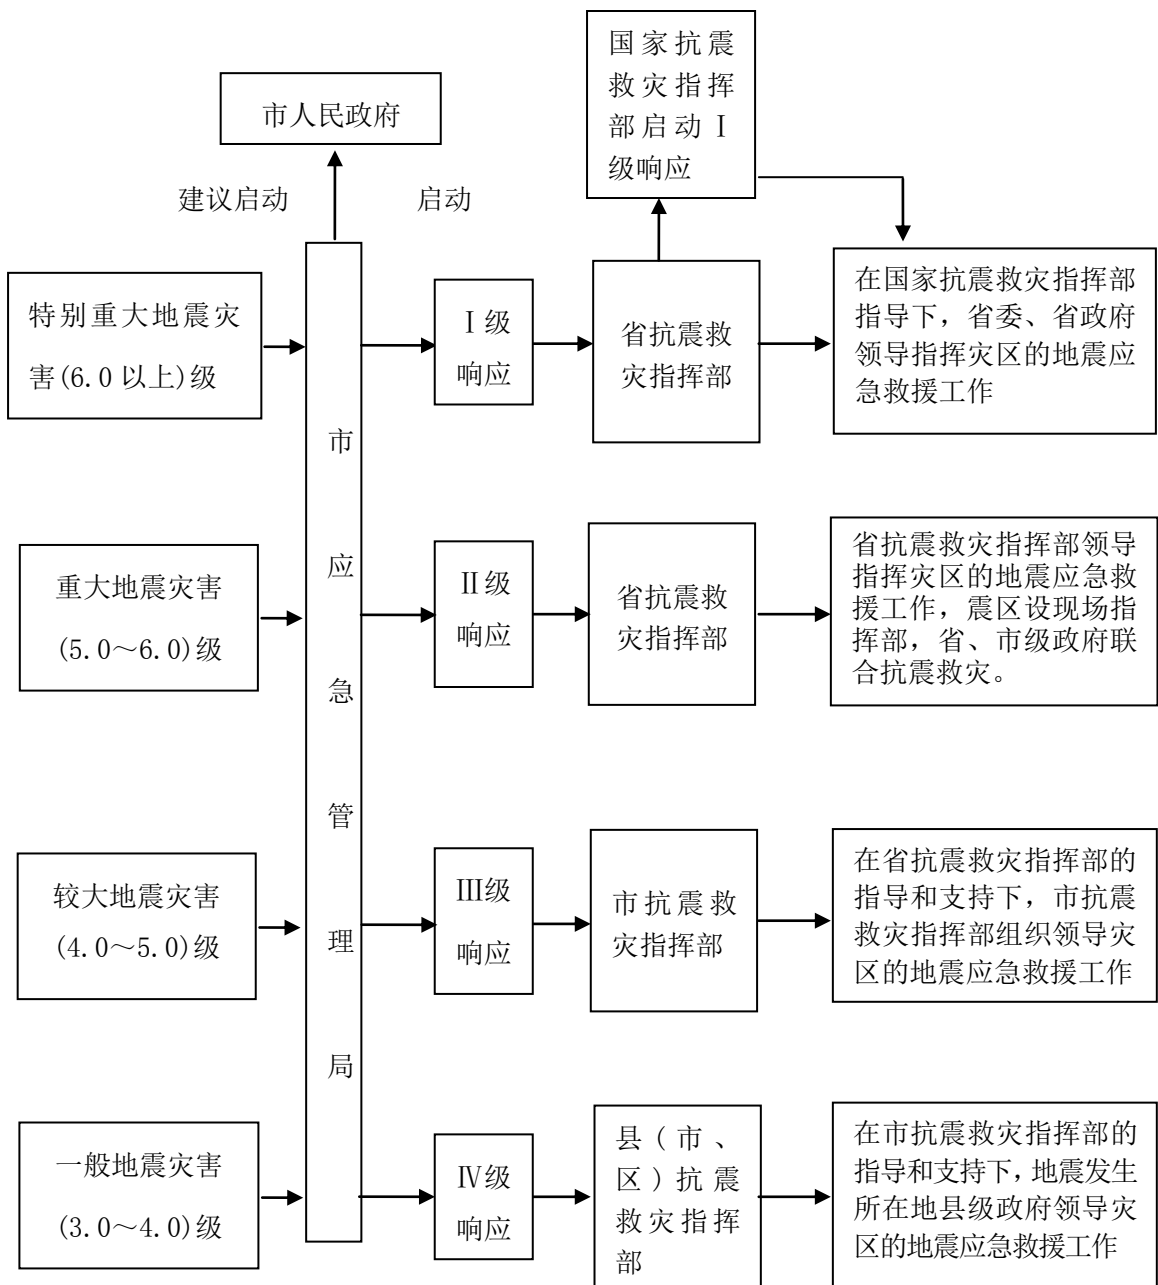 国家抗震
救灾指挥
部启动Ⅰ
级响应
市人民政府
建议启动 启动
特别重大地震灾
害(6.0以上)级
市应急管理局
Ⅰ级
响应
省抗震救
灾指挥部
在国家抗震救灾指挥部
指导下，省委、省政府
领导指挥灾区的地震应
急救援工作
重大地震灾害
(5.0～6.0)级
Ⅱ级
响应
省抗震救
灾指挥部
省抗震救灾指挥部领导
指挥灾区的地震应急救
援工作，震区设现场指
挥部，省、市级政府联
合抗震救灾。
较大地震灾害
(4.0～5.0)级
Ⅲ级
响应
市抗震救
灾指挥部
在省抗震救灾指挥部的
指导和支持下，市抗震
救灾指挥部组织领导灾
区的地震应急救援工作
一般地震灾害
(3.0～4.0)级
Ⅳ级
响应
县（市、
区）抗震
救灾指挥
部
在市抗震救灾指挥部的
指导和支持下，地震发生
所在地县级政府领导灾
区的地震应急救援工作